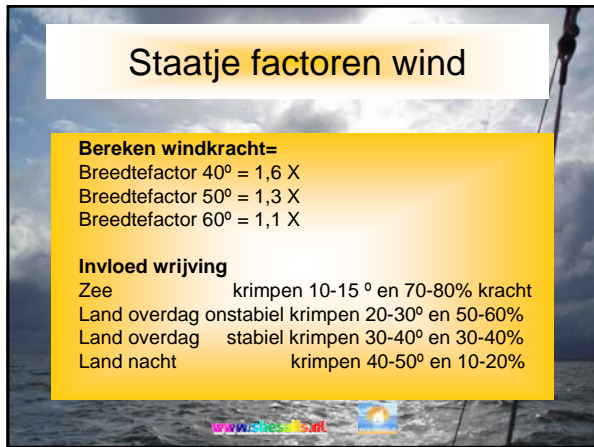 Staatje factoren wind
Bereken windkracht=
Breedtefactor 40º = 1,6 X
Breedtefactor 50º = 1,3 X
Breedtefactor 60º = 1,1 X
Invloed wrijving
Zee krimpen 10-15 º en 70-80% kracht
Land overdag onstabiel krimpen 20-30º en 50-60%
Land overdag stabiel krimpen 30-40º en 30-40%
Land nacht krimpen 40-50º en 10-20%
www.shesails.nl